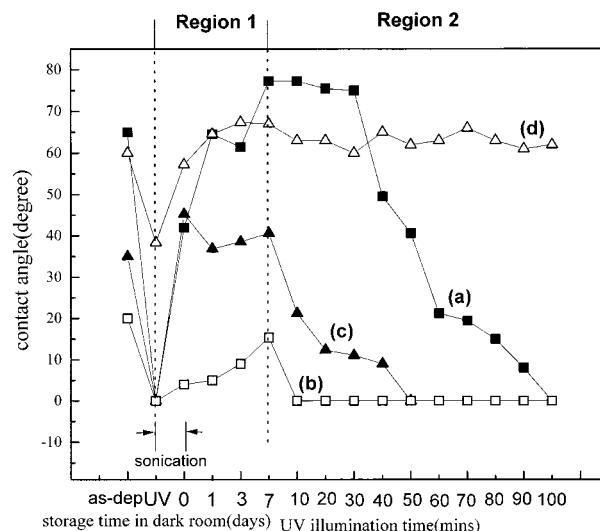 Region 1
Region 2
contact angle(degree)
80
70
60
50
40
30
20
10
0
-10
(d)
(a)
(c)
(b)
sonication
as-dep UV 0 1 3 7 10 20 30 40 50 60 70 80 90 100
storage time in dark room(days) UV illumination time(mins)